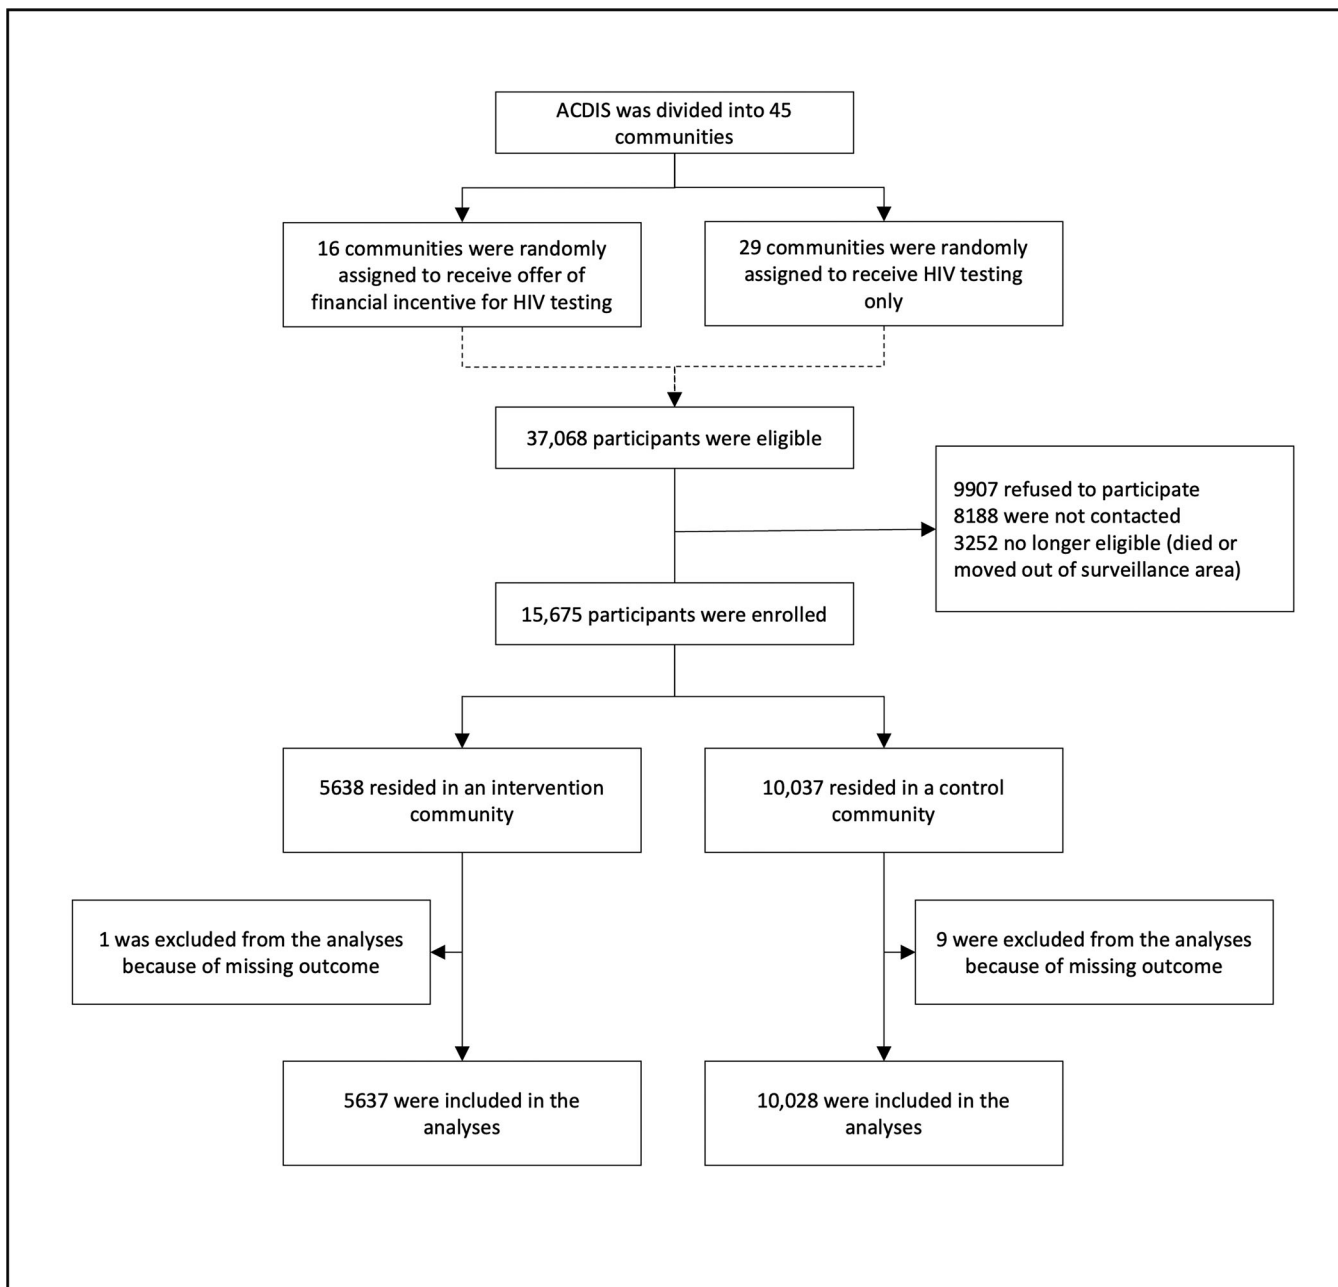 ACDIS was divided into 45
communities
16 communities were randomly
assigned to receive offer of
financial incentive for HIV testing
29 communities were randomly
assigned to receive HIV testing
only
37,068 participants were eligible
9907 refused to participate
8188 were not contacted
3252 no longer eligible (died or
moved out of surveillance area)
15,675 participants were enrolled
5638 resided in an intervention
community
10,037 resided in a control
community
1 was excluded from the analyses
because of missing outcome
9 were excluded from the analyses
because of missing outcome
5637 were included in the
analyses
10,028 were included in the
analyses